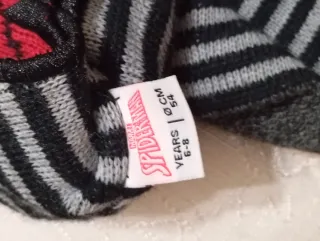 SPIDER-MAN
YEARS | Ø CM
6-8 | 54